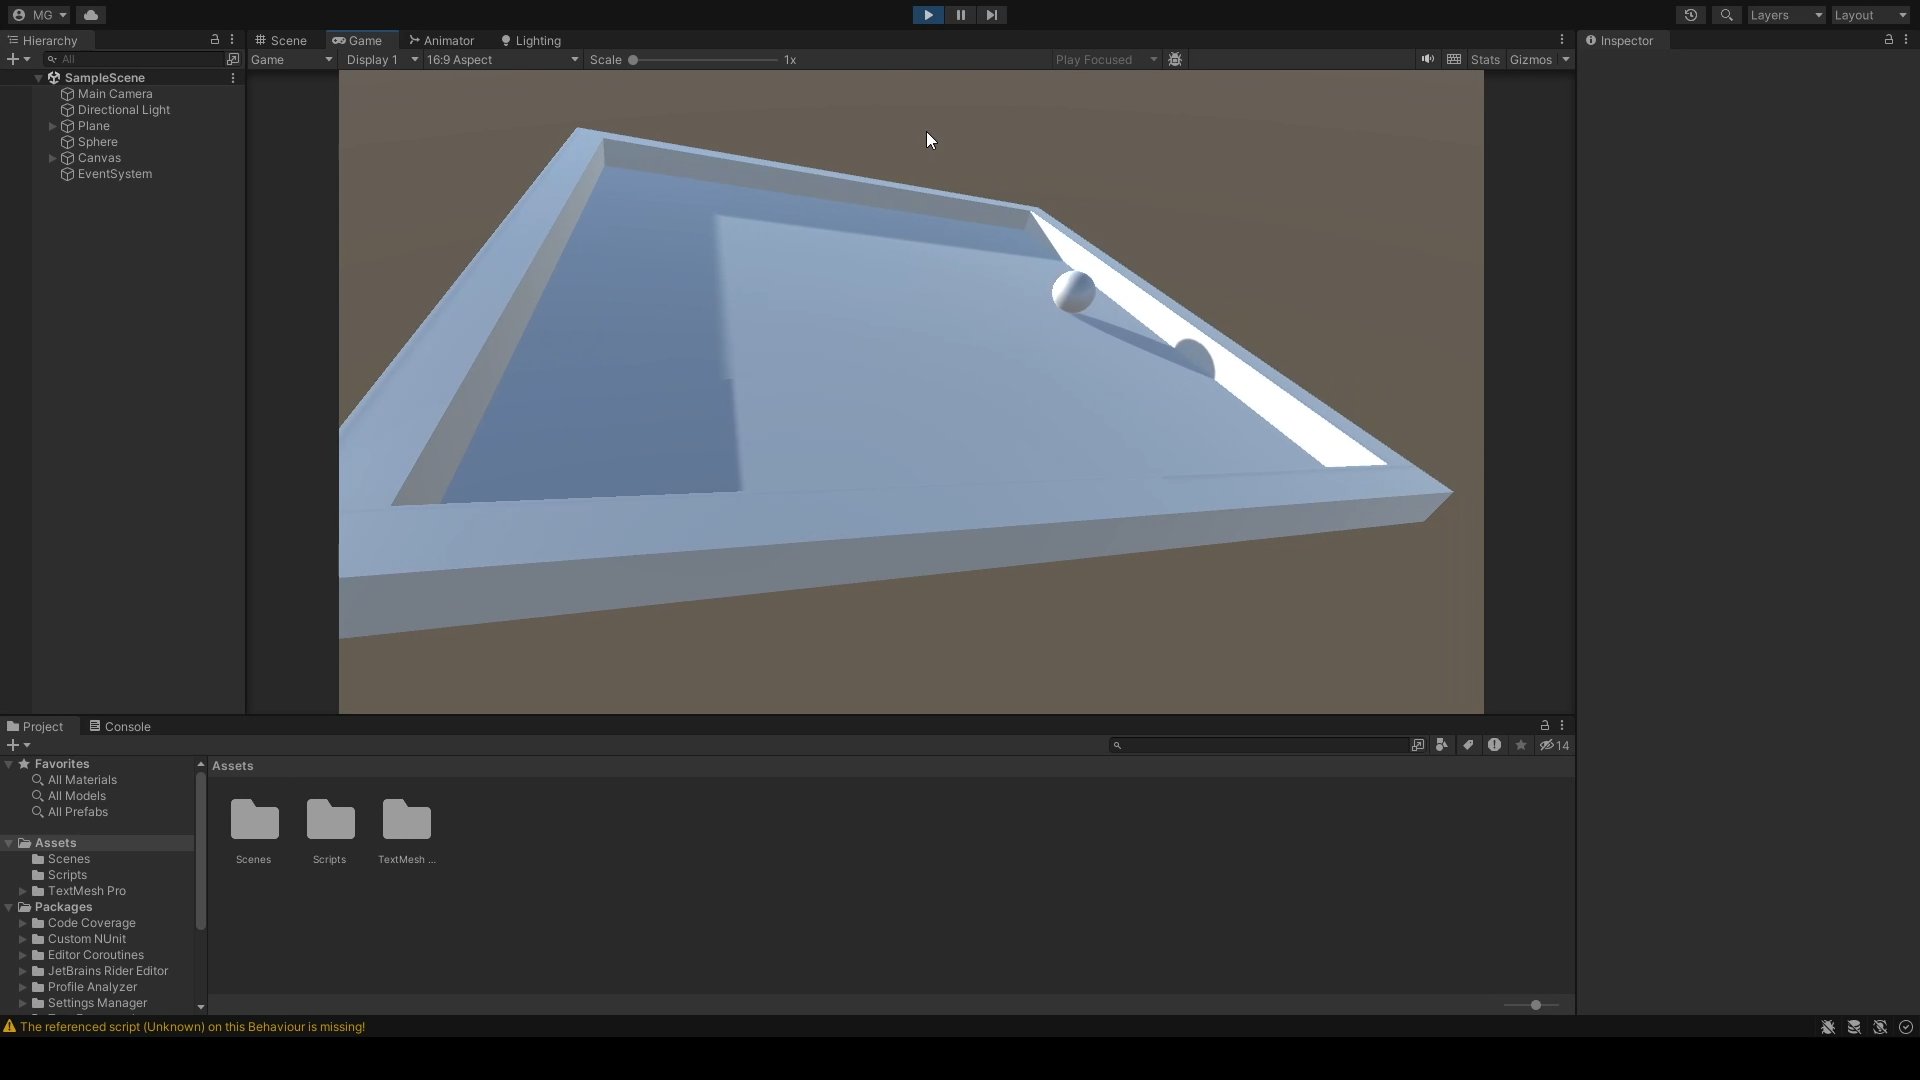 MG
Layers
Layout
Hierarchy
Scene
Game
Animator
Lighting
Inspector
All
Game
Display 1
16:9 Aspect
Scale
1x
Play Focused
Stats
Gizmos
SampleScene
Main Camera
Directional Light
Plane
Sphere
Canvas
EventSystem
Project
Console
14
Favorites
All Materials
All Models
All Prefabs
Assets
Scenes
Scripts
TextMesh Pro
Packages
Code Coverage
Custom NUnit
Editor Coroutines
JetBrains Rider Editor
Profile Analyzer
Settings Manager
Assets
Scenes
Scripts
TextMesh ...
The referenced script (Unknown) on this Behaviour is missing!